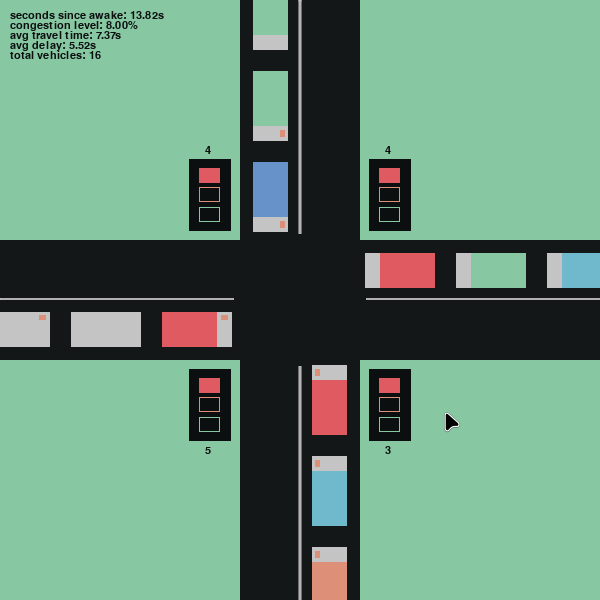 seconds since awake: 13.82s
congestion level: 8.00%
avg travel time: 7.37s
avg delay: 5.52s
total vehicles: 16
4
4
5
3